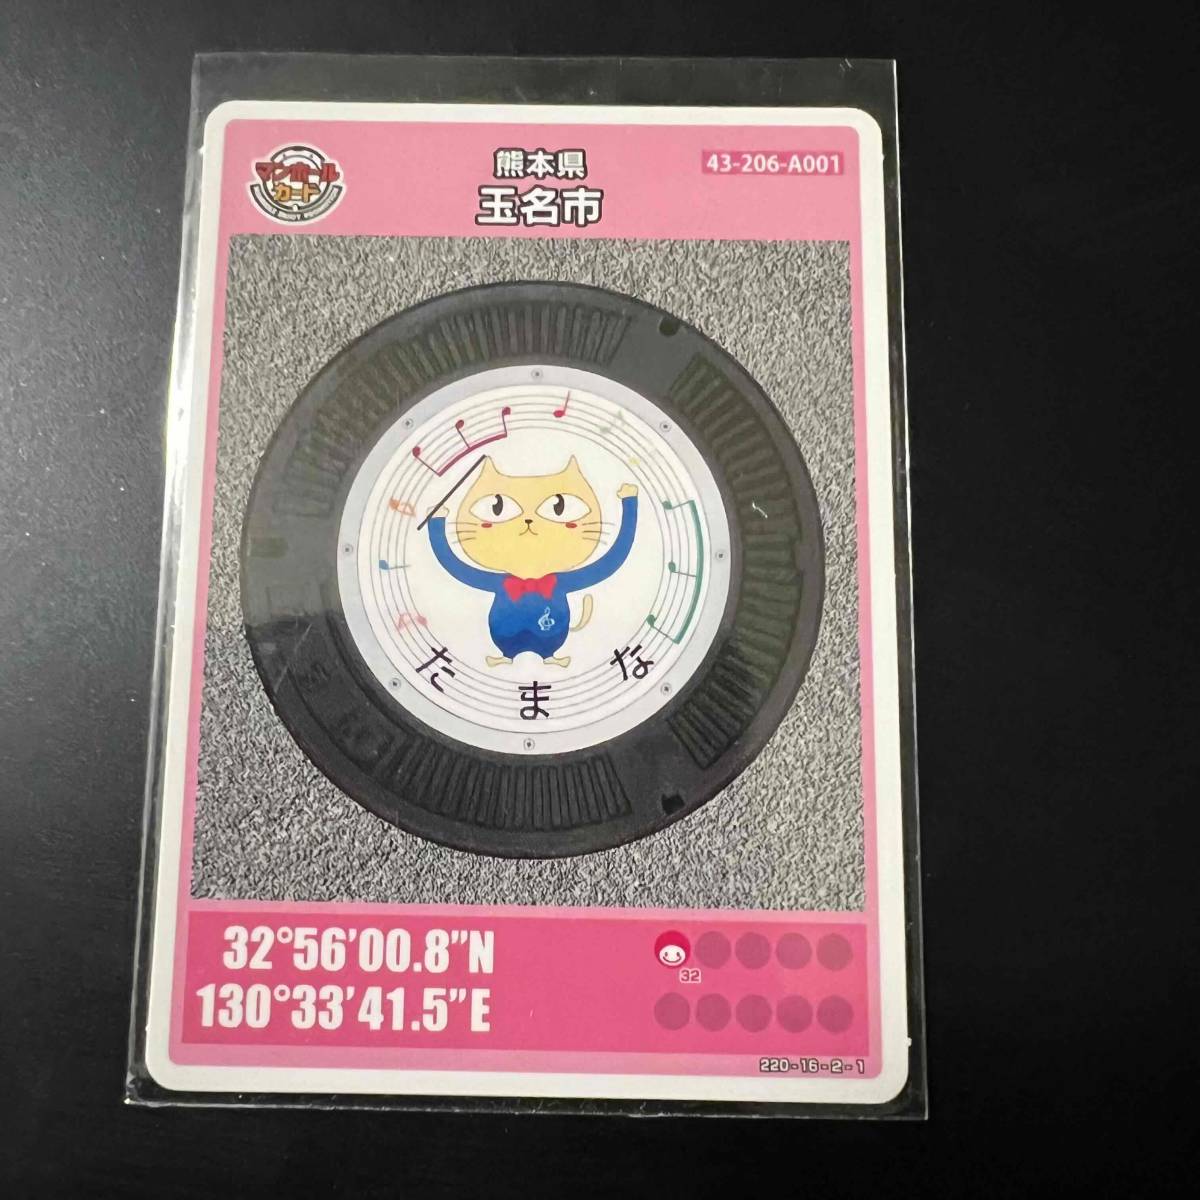 マンホール
カード
熊本県
玉名市
43-206-A001
たまな
32°56'00.8"N
130°33'41.5"E
32
220-16-2-1